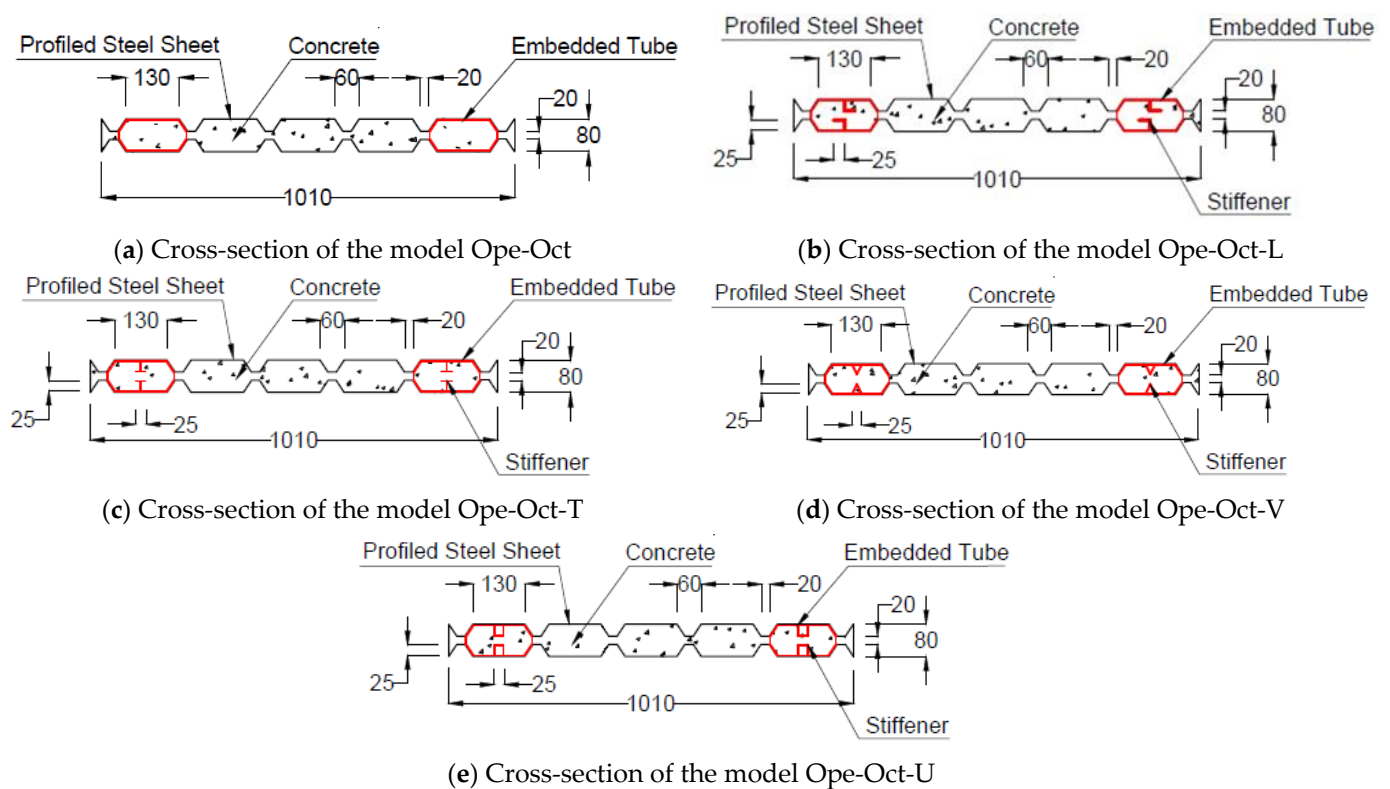 Profiled Steel Sheet Concrete Embedded Tube
130 60 20
20
80
1010
(a) Cross-section of the model Ope-Oct
Profiled Steel Sheet Concrete Embedded Tube
130 60 20
20
80
25 25
1010
Stiffener
(b) Cross-section of the model Ope-Oct-L
Profiled Steel Sheet Concrete Embedded Tube
130 60 20
20
80
25 25
1010
Stiffener
(c) Cross-section of the model Ope-Oct-T
Profiled Steel Sheet Concrete Embedded Tube
130 60 20
20
80
25 25
1010
Stiffener
(d) Cross-section of the model Ope-Oct-V
Profiled Steel Sheet Concrete Embedded Tube
130 60 20
20
80
25 25
1010
Stiffener
(e) Cross-section of the model Ope-Oct-U